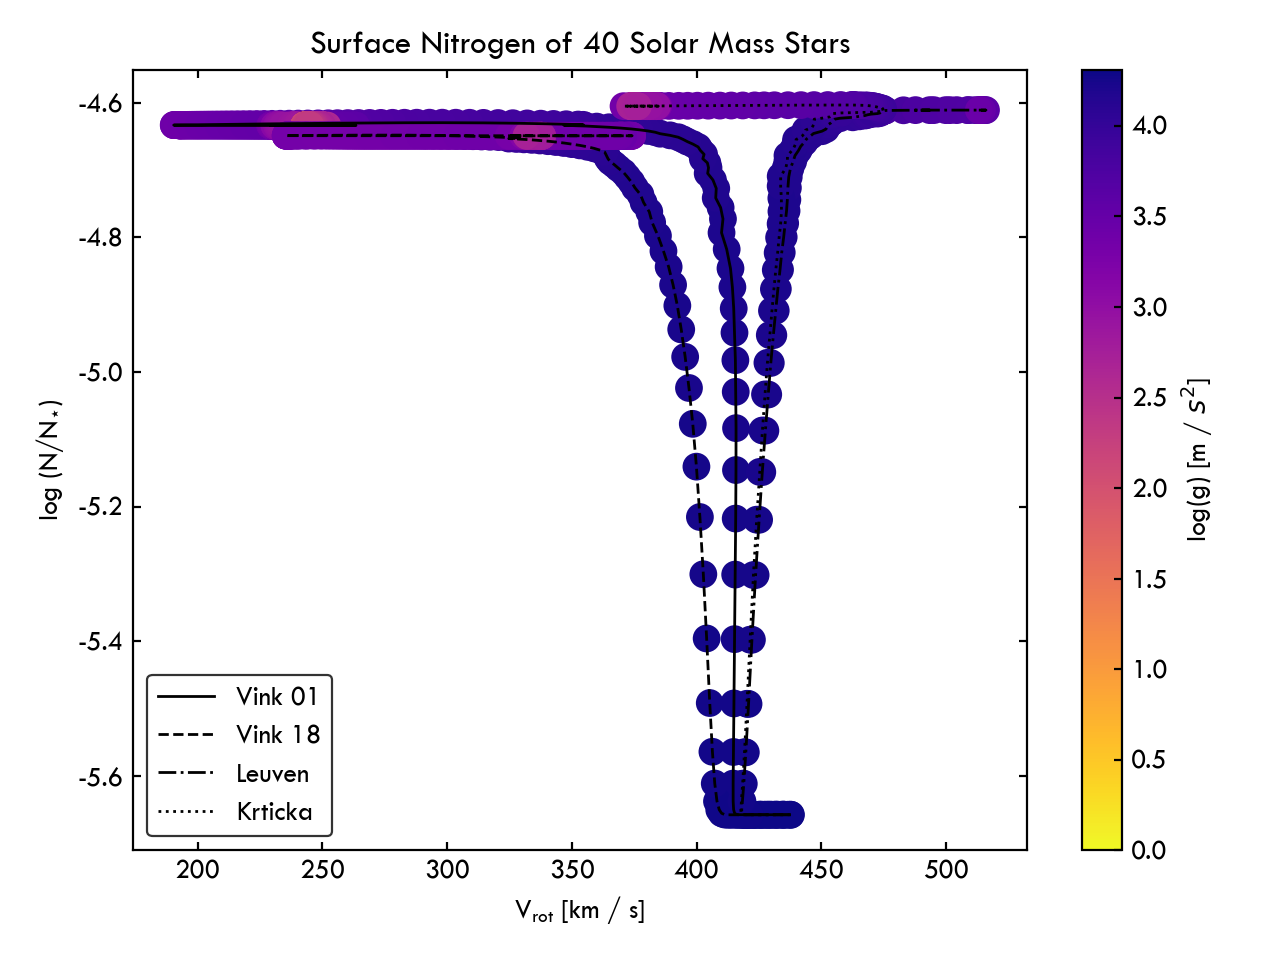 Surface Nitrogen of 40 Solar Mass Stars
-4.6
-4.8
-5.0
-5.2
-5.4
-5.6
log (N/N⋆)
200
250
300
350
400
450
500
V_rot [km / s]
Vink 01
Vink 18
Leuven
Krticka
4.0
3.5
3.0
2.5
2.0
1.5
1.0
0.5
0.0
log(g) [m / s²]